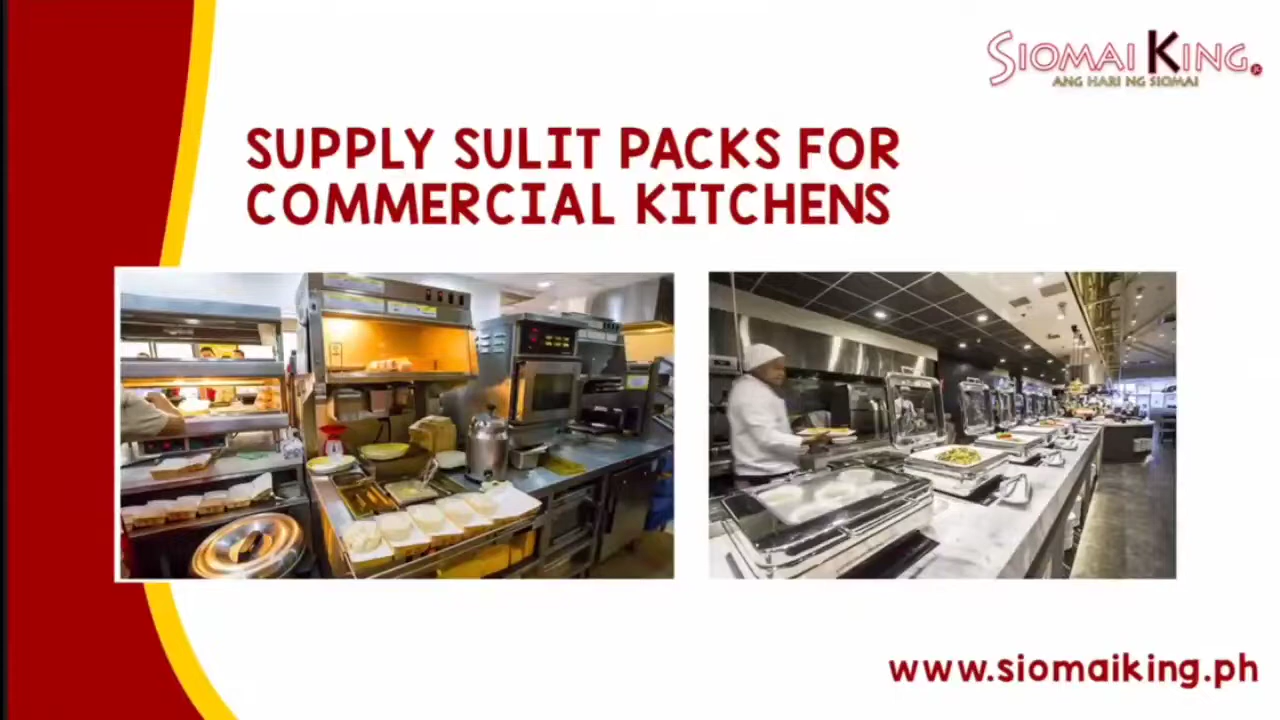 SIOMAI KING
ANG HARI NG SIOMAI
SUPPLY SULIT PACKS FOR
COMMERCIAL KITCHENS
www.siomaiking.ph